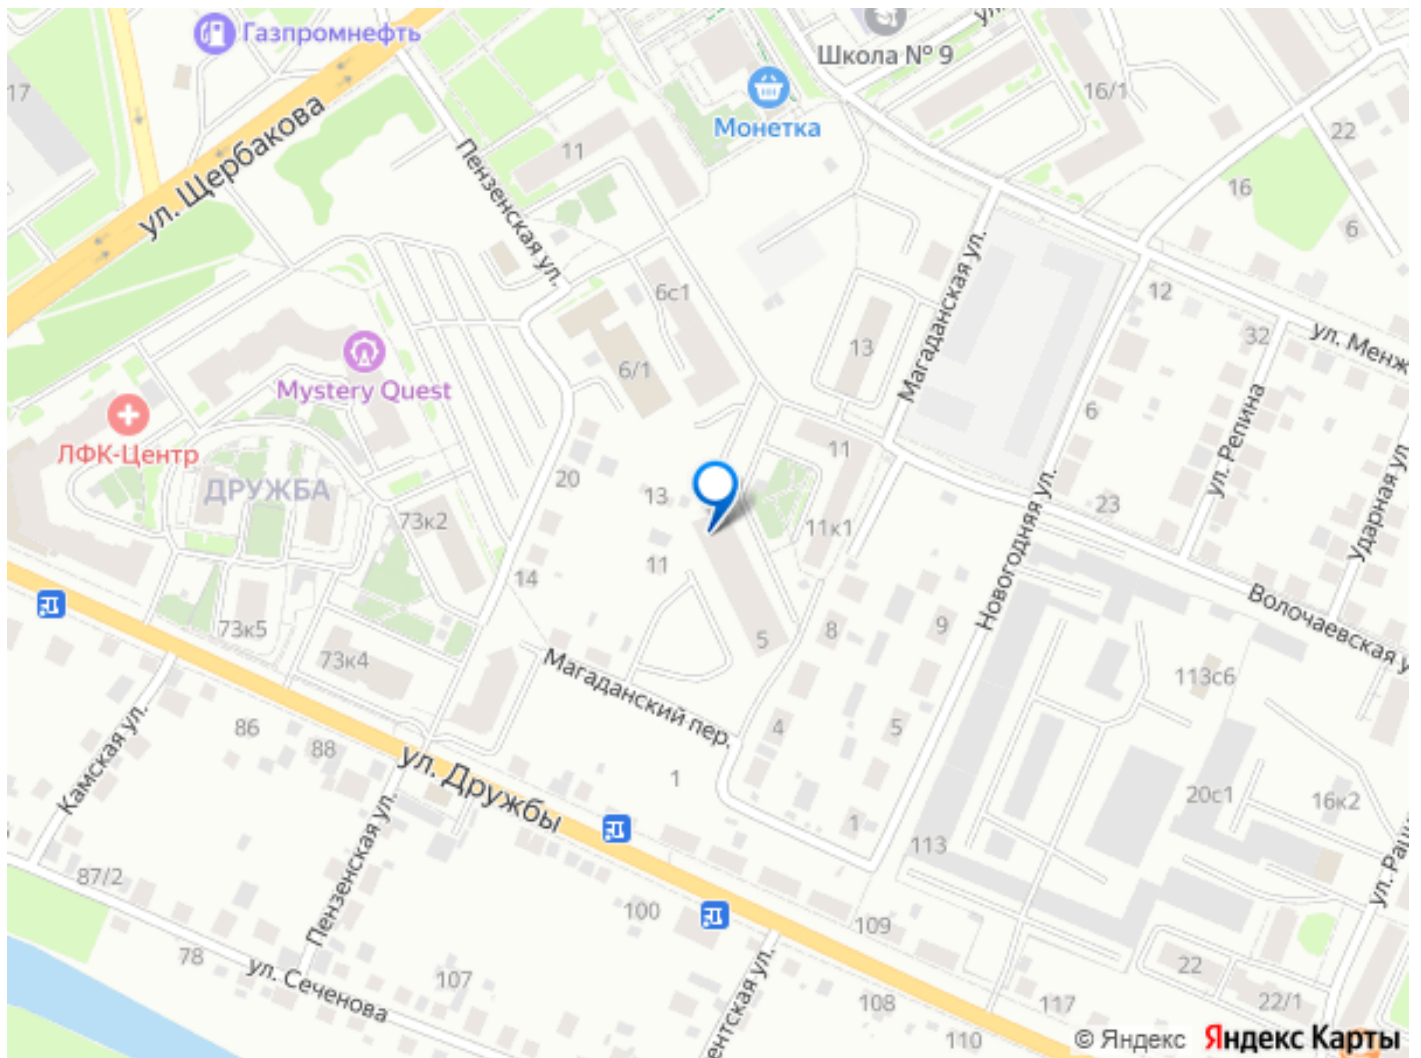 Газпромнефть
Школа № 9
17
ул. Щербакова
Монетка
16/1
22
11
Пензенская ул.
16
6
6с1
Магаданская ул.
12
32
ул. Менж
Mystery Quest
6/1
13
6
ул. Репина
ЛФК-Центр
11
Ударная ул.
ДРУЖБА
20
13
23
73к2
11к1
Новогодняя ул.
11
14
Волочаевская у
73к5
5
8
9
73к4
Магаданский пер.
113с6
Камская ул.
86
88
4
5
ул. Дружбы
1
20с1
16к2
Пензенская ул.
1
113
ул. Раши
87/2
100
109
78
ул. Сеченова
107
22
ентская ул.
108
117
22/1
110
© Яндекс Яндекс Карты